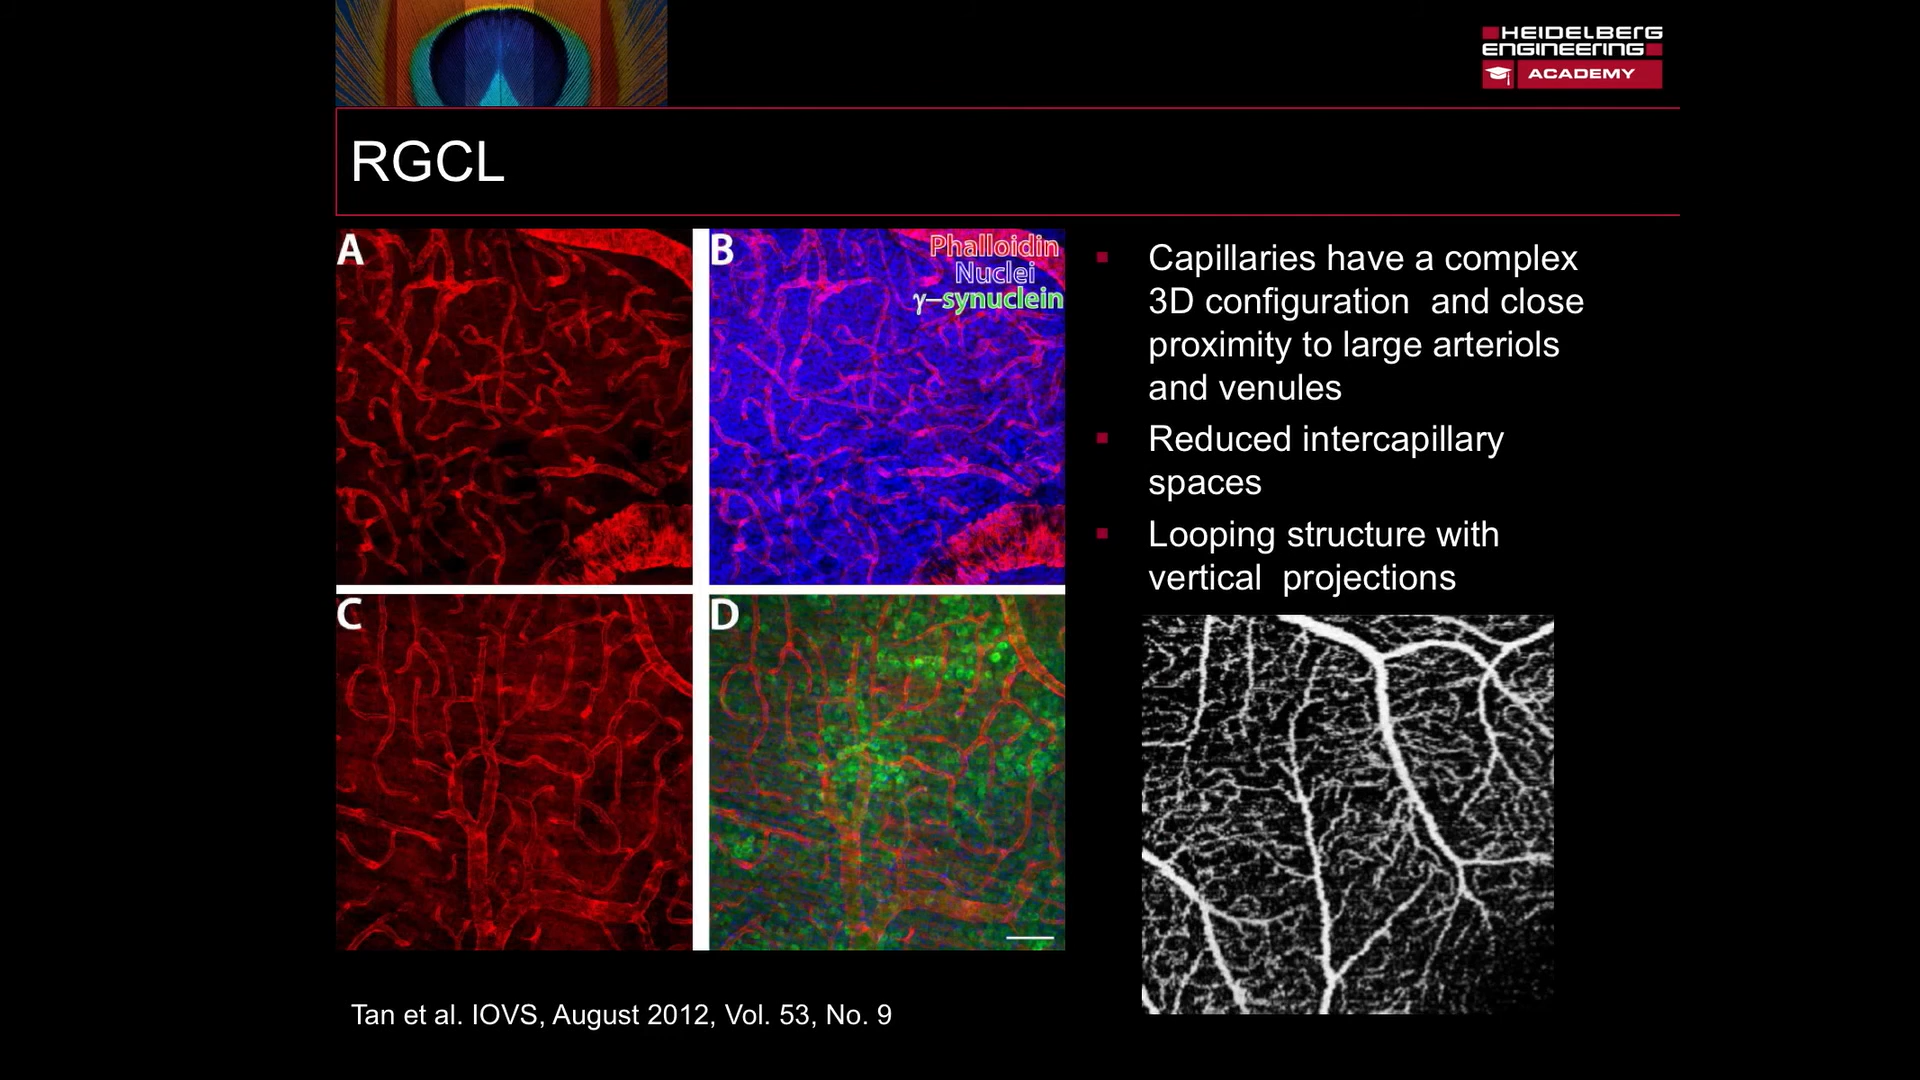 HEIDELBERG
ENGINEERING
ACADEMY
RGCL
A
B
Phalloidin
Nuclei
γ–synuclein
C
D
Capillaries have a complex
3D configuration and close
proximity to large arteriols
and venules
Reduced intercapillary
spaces
Looping structure with
vertical projections
Tan et al. IOVS, August 2012, Vol. 53, No. 9